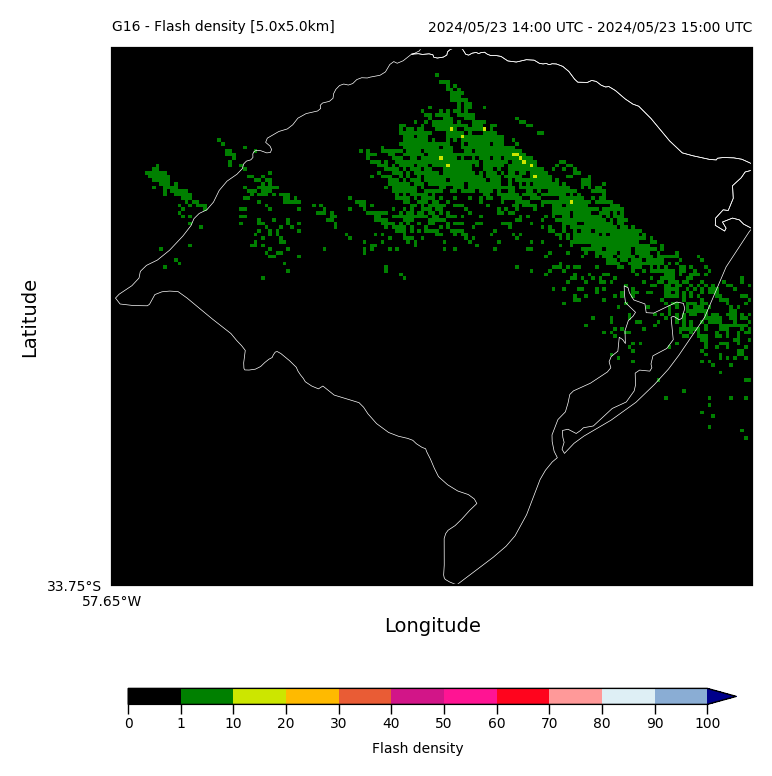 G16 - Flash density [5.0x5.0km] 2024/05/23 14:00 UTC - 2024/05/23 15:00 UTC
Latitude
33.75°S
57.65°W
Longitude
0 1 10 20 30 40 50 60 70 80 90 100
Flash density